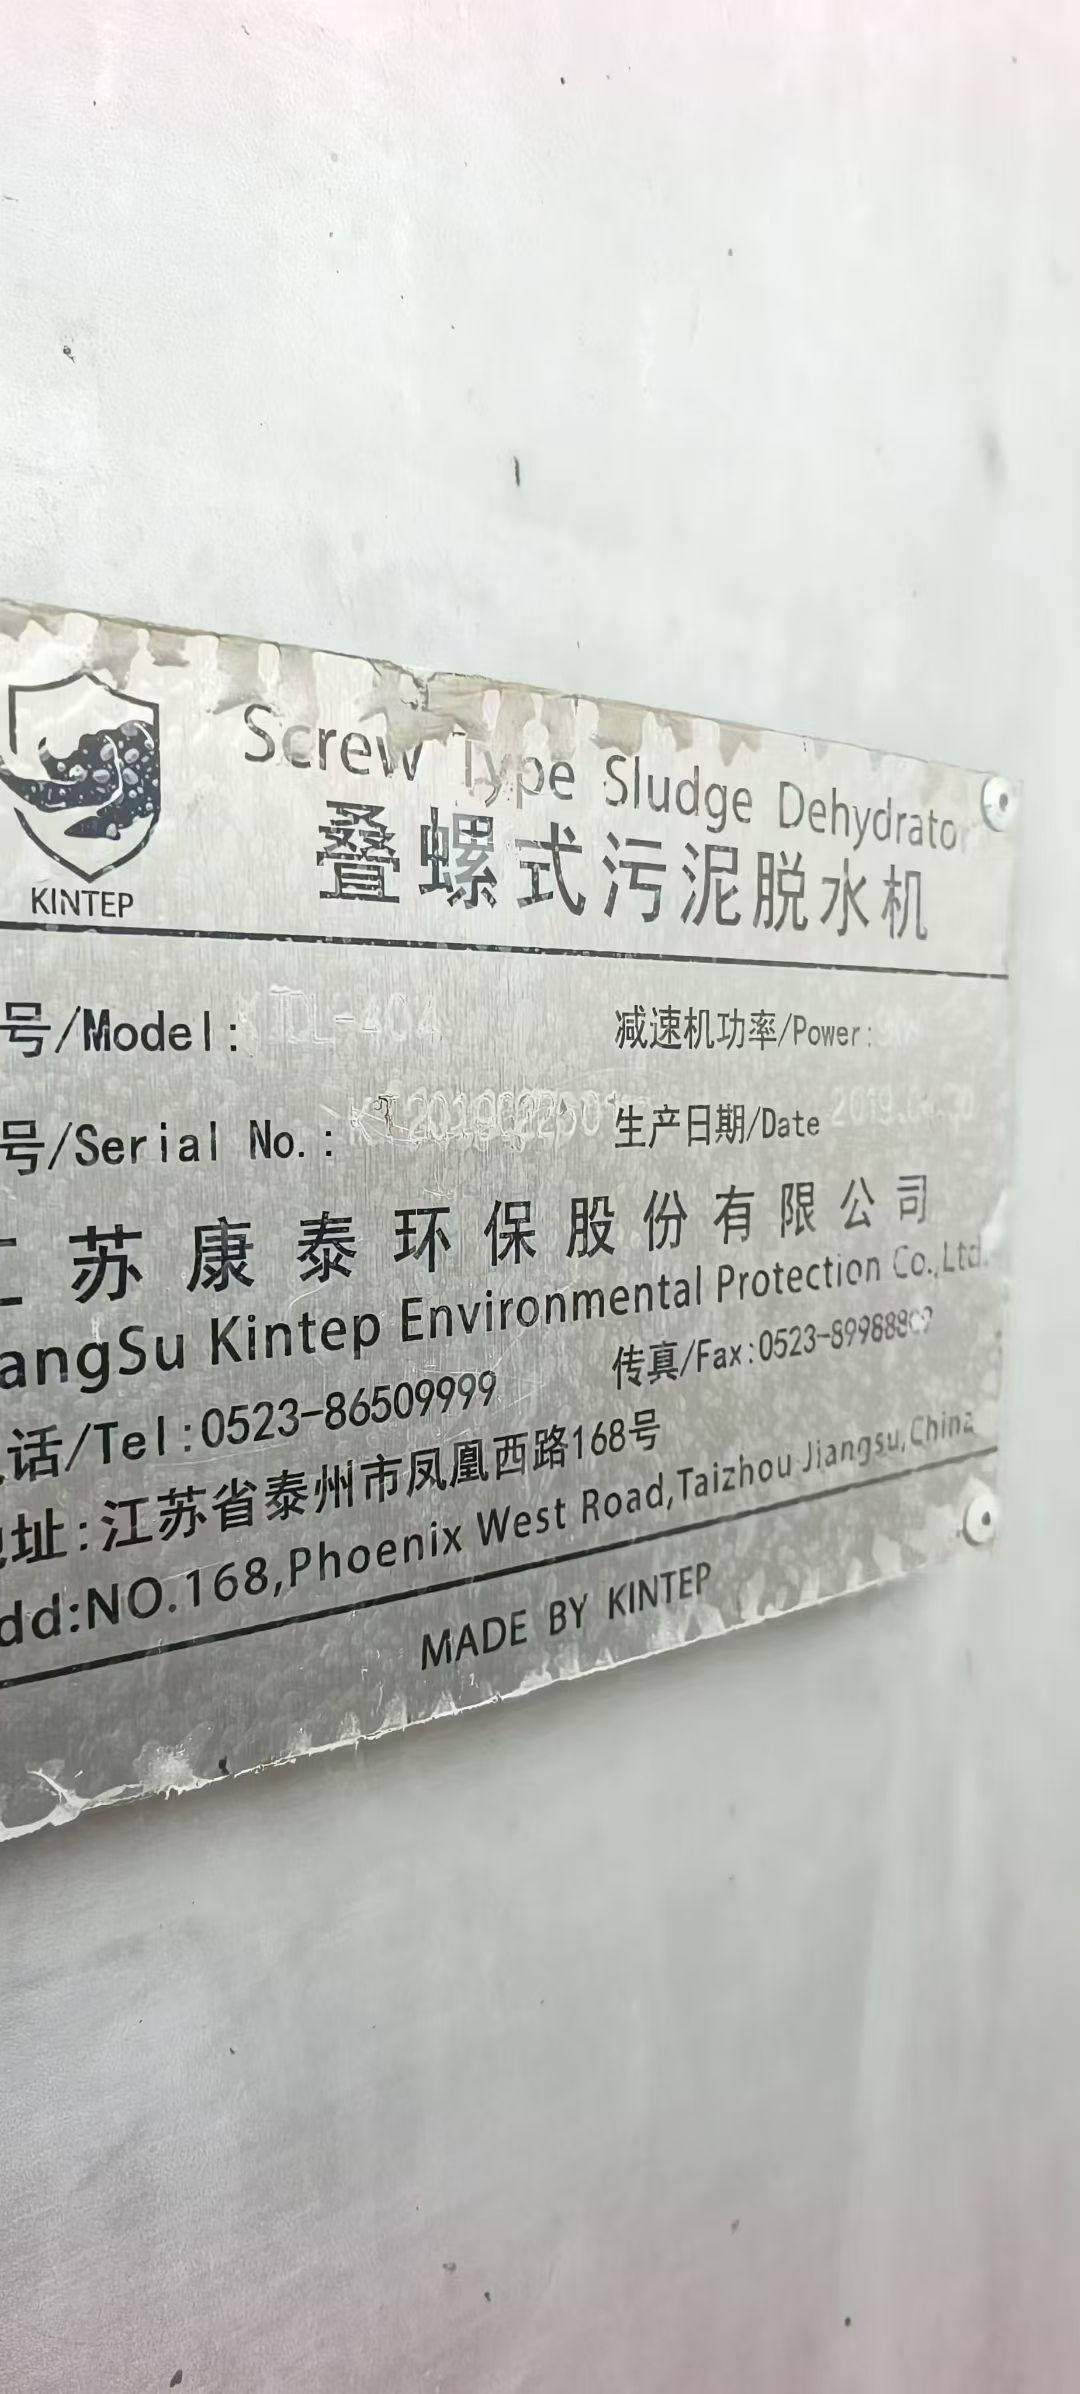 Screw Type Sludge Dehydrator
叠螺式污泥脱水机
KINTEP
号/Model:
减速机功率/Power:
号/Serial No.:
生产日期/Date
苏康泰环保股份有限公司
angSu Kintep Environmental Protection Co.,Ltd.
话/Tel:0523-86509999
传真/Fax:
址:江苏省泰州市凤凰西路168号
dd:NO.168,Phoenix West Road,Taizhou Jiangsu,China
MADE BY KINTEP